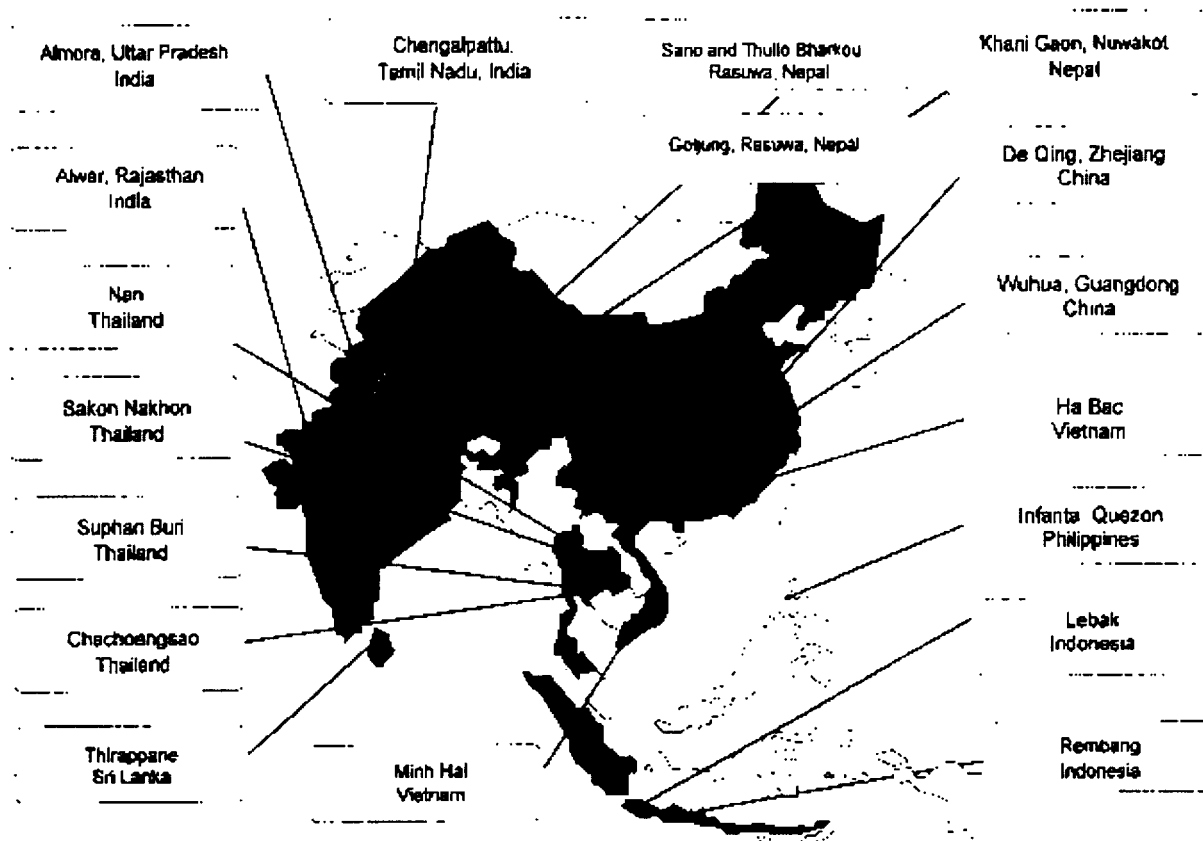 Almora, Uttar Pradesh
India
Chengalpattu.
Tamil Nadu, India
Sano and Thulo Bharkou
Rasuwa, Nepal
Khani Gaon, Nuwakot
Nepal
Goljung, Rasuwa, Nepal
De Qing, Zhejiang
China
Alwar, Rajasthan
India
Nan
Thailand
Wuhua, Guangdong
China
Sakon Nakhon
Thailand
Ha Bac
Vietnam
Suphan Buri
Thailand
Infanta Quezon
Philippines
Chachoengsao
Thailand
Lebak
Indonesia
Thirappane
Sri Lanka
Minh Hai
Vietnam
Rembang
Indonesia